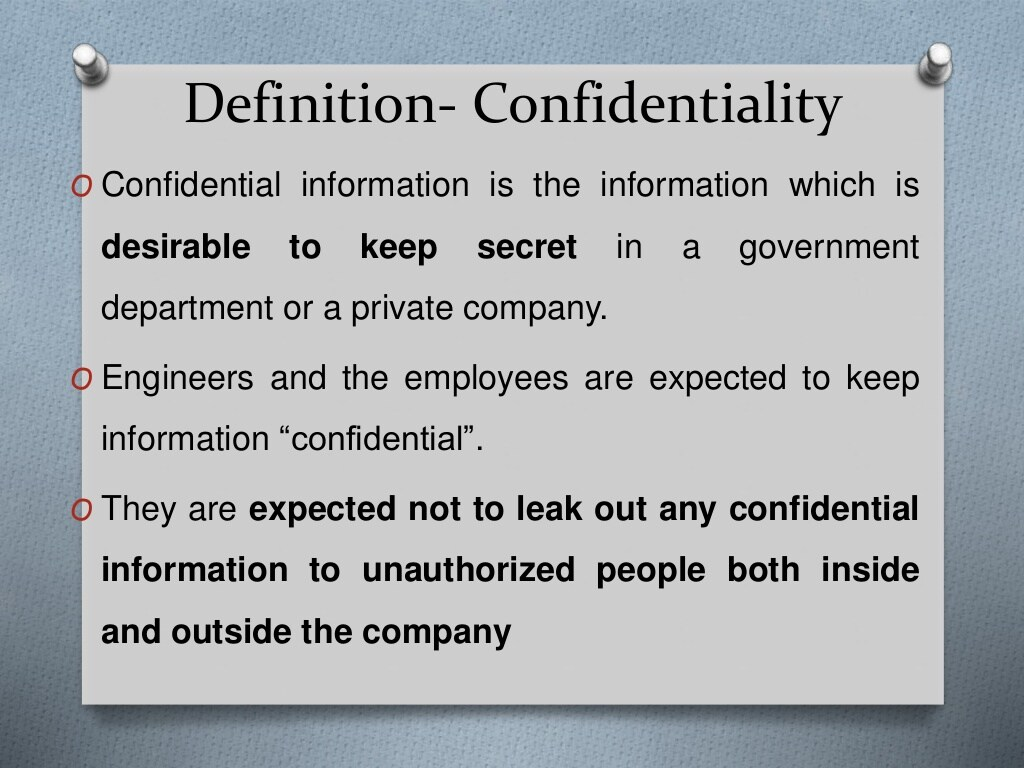 Definition- Confidentiality
O Confidential information is the information which is
desirable to keep secret in a government
department or a private company.
O Engineers and the employees are expected to keep
information “confidential”.
O They are expected not to leak out any confidential
information to unauthorized people both inside
and outside the company